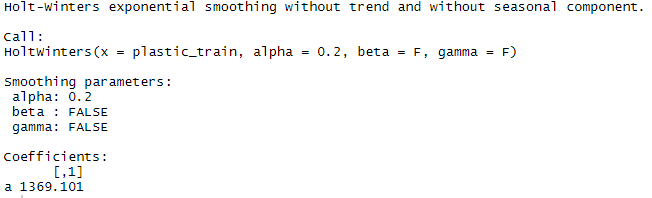 Holt-Winters exponential smoothing without trend and without seasonal component.
Call:
HoltWinters(x = plastic_train, alpha = 0.2, beta = F, gamma = F)
Smoothing parameters:
alpha: 0.2
beta : FALSE
gamma: FALSE
Coefficients:
[,1]
a 1369.101